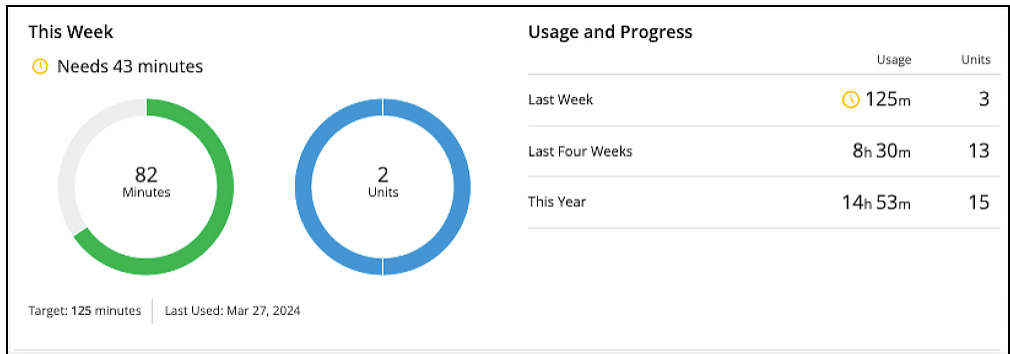 This Week
Needs 43 minutes
82
Minutes
2
Units
Target: 125 minutes Last Used: Mar 27, 2024
Usage and Progress
Usage Units
Last Week 125m 3
Last Four Weeks 8h 30m 13
This Year 14h 53m 15